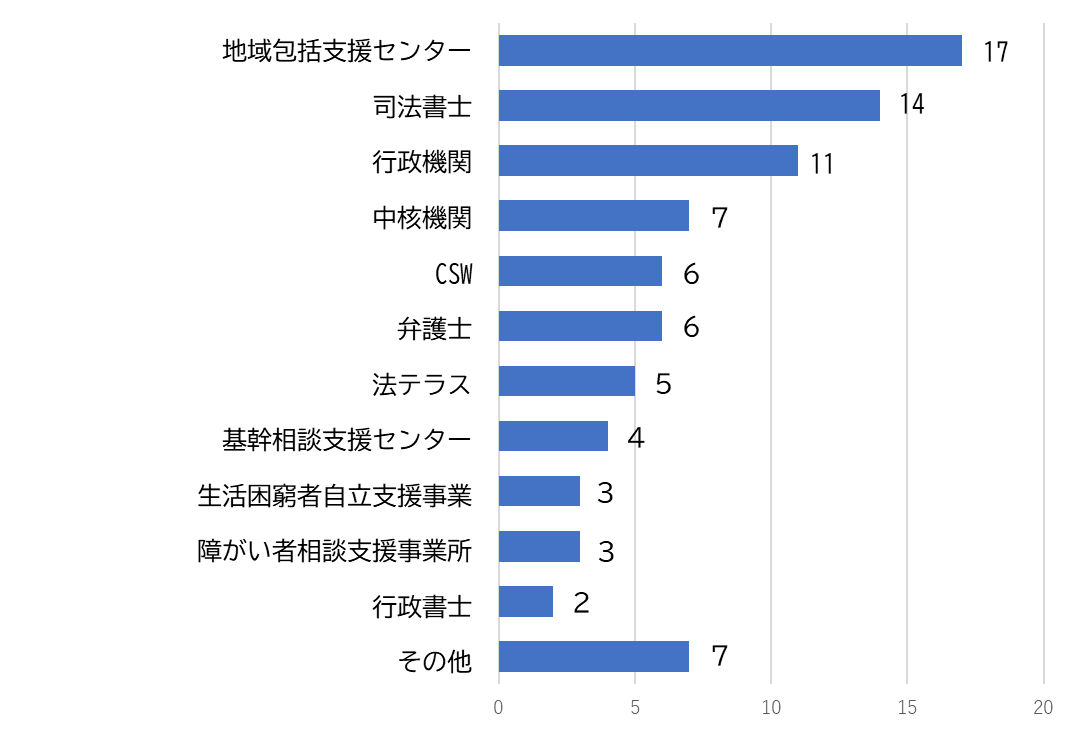 地域包括支援センター 17
司法書士 14
行政機関 11
中核機関 7
CSW 6
弁護士 6
法テラス 5
基幹相談支援センター 4
生活困窮者自立支援事業 3
障がい者相談支援事業所 3
行政書士 2
その他 7
0 5 10 15 20